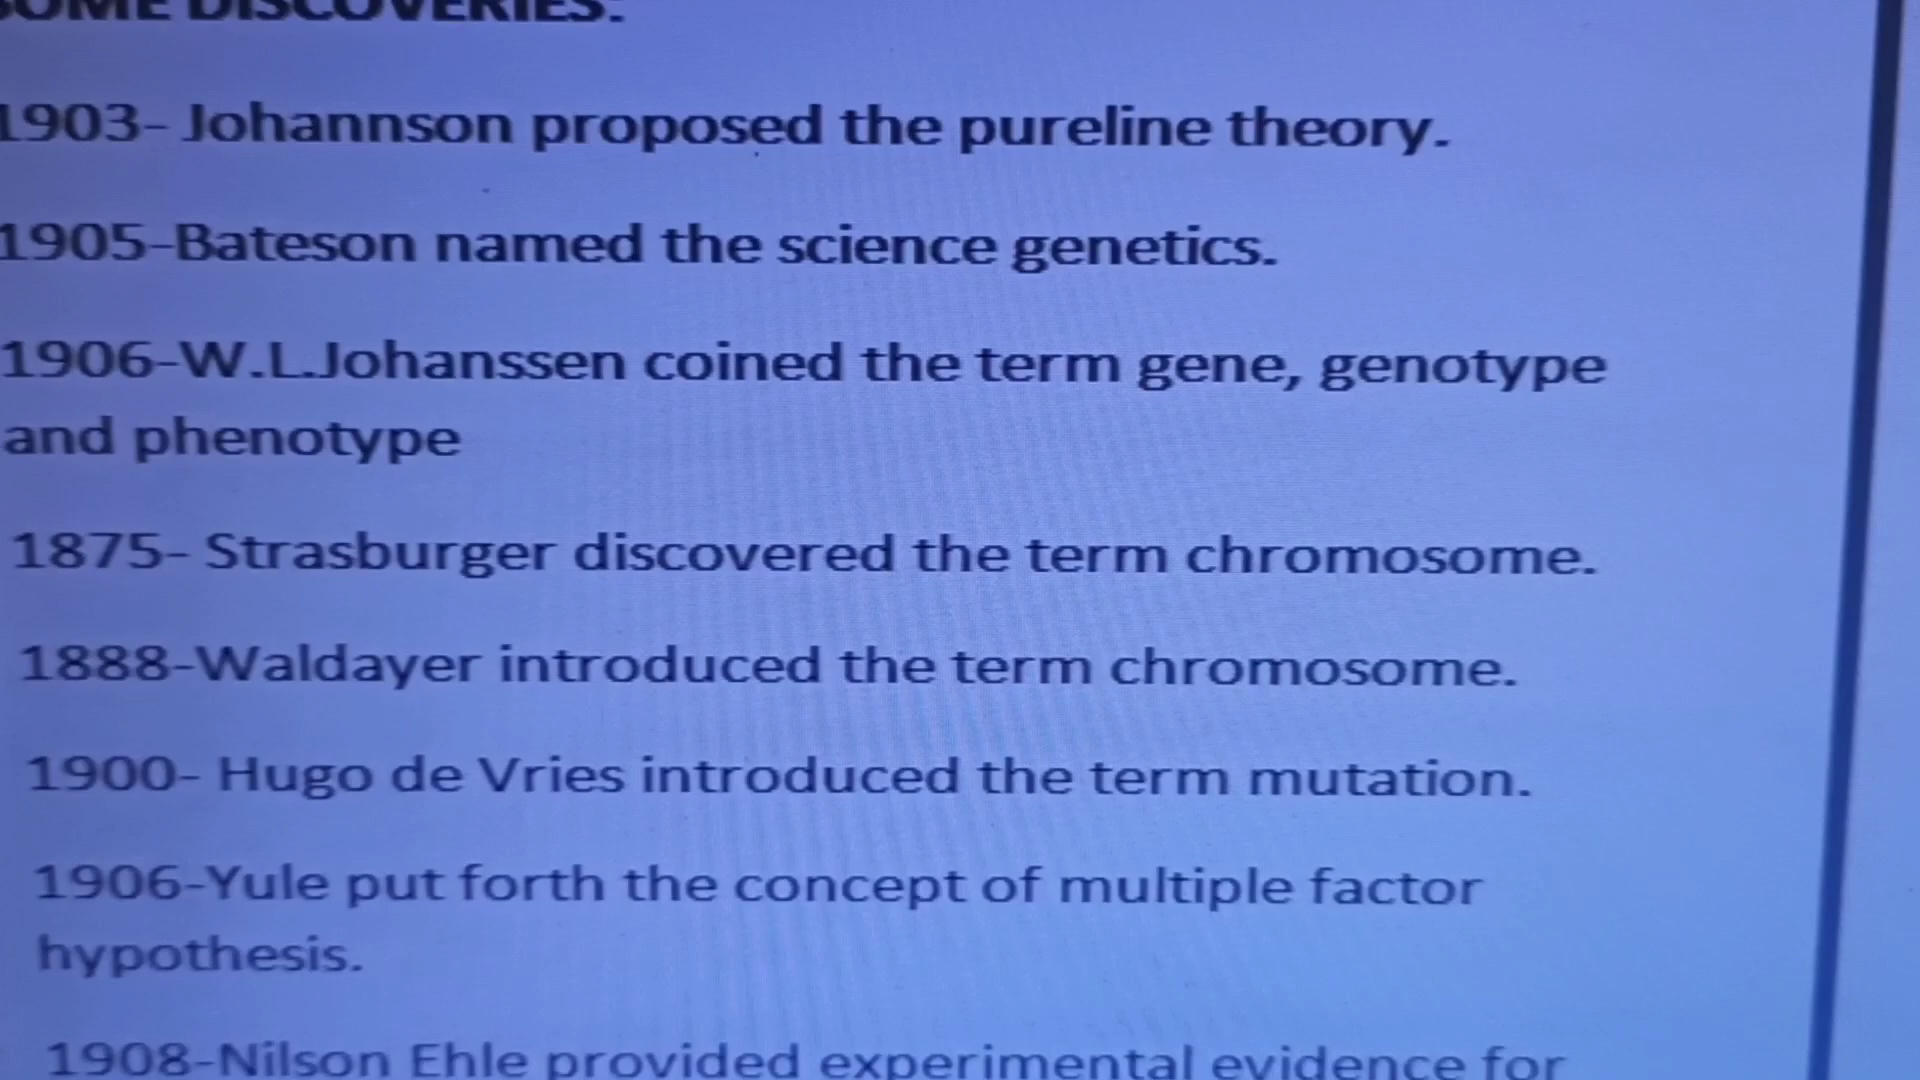 SOME DISCOVERIES:
1903- Johannson proposed the pureline theory.
1905-Bateson named the science genetics.
1906-W.L.Johanssen coined the term gene, genotype
and phenotype
1875- Strasburger discovered the term chromosome.
1888-Waldayer introduced the term chromosome.
1900- Hugo de Vries introduced the term mutation.
1906-Yule put forth the concept of multiple factor
hypothesis.
1908-Nilson Ehle provided experimental evidence for